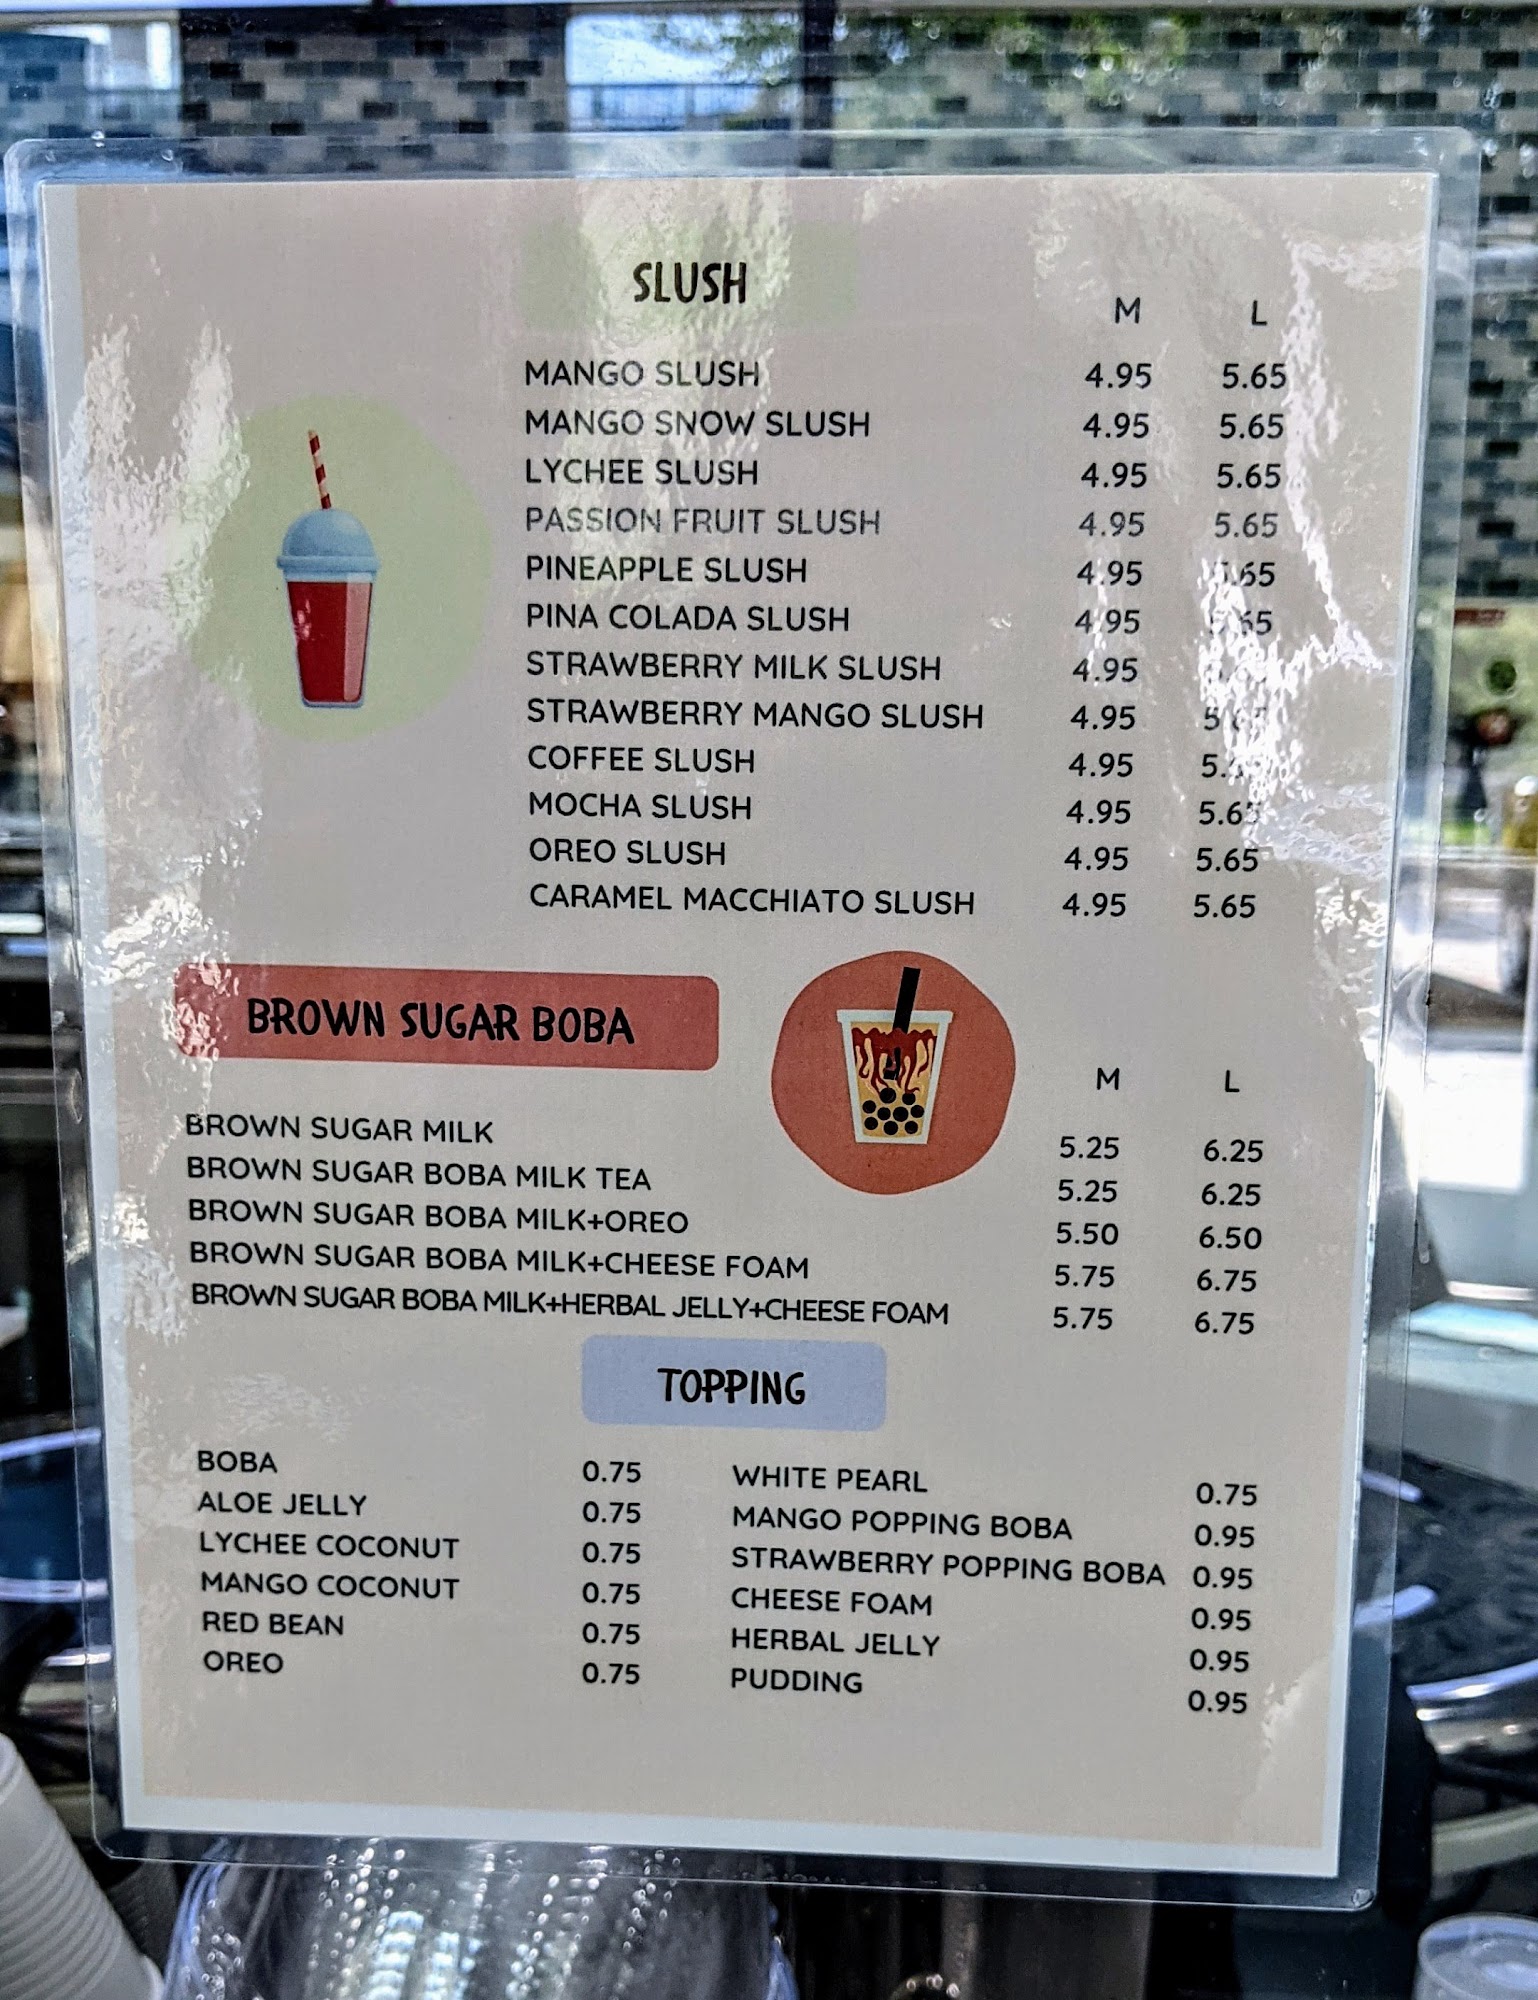 SLUSH
M L
MANGO SLUSH 4.95 5.65
MANGO SNOW SLUSH 4.95 5.65
LYCHEE SLUSH 4.95 5.65
PASSION FRUIT SLUSH 4.95 5.65
PINEAPPLE SLUSH 4.95 5.65
PINA COLADA SLUSH 4.95 5.65
STRAWBERRY MILK SLUSH 4.95
STRAWBERRY MANGO SLUSH 4.95 5.65
COFFEE SLUSH 4.95
MOCHA SLUSH 4.95 5.65
OREO SLUSH 4.95 5.65
CARAMEL MACCHIATO SLUSH 4.95 5.65
BROWN SUGAR BOBA
M L
BROWN SUGAR MILK 5.25 6.25
BROWN SUGAR BOBA MILK TEA 5.25 6.25
BROWN SUGAR BOBA MILK+OREO 5.50 6.50
BROWN SUGAR BOBA MILK+CHEESE FOAM 5.75 6.75
BROWN SUGAR BOBA MILK+HERBAL JELLY+CHEESE FOAM 5.75 6.75
TOPPING
BOBA 0.75
ALOE JELLY 0.75
LYCHEE COCONUT 0.75
MANGO COCONUT 0.75
RED BEAN 0.75
OREO 0.75
WHITE PEARL 0.75
MANGO POPPING BOBA 0.95
STRAWBERRY POPPING BOBA 0.95
CHEESE FOAM 0.95
HERBAL JELLY 0.95
PUDDING 0.95